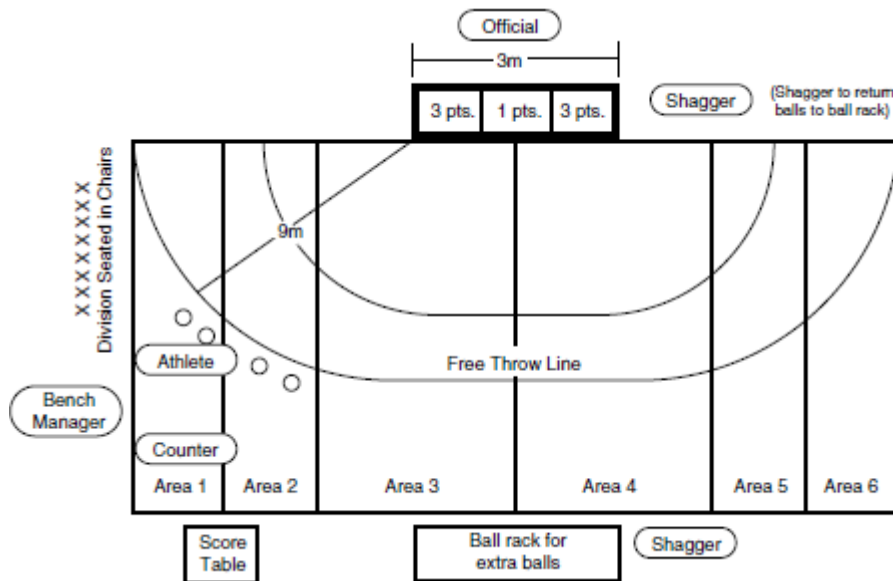 Official
3m
3 pts. 1 pts. 3 pts.
Shagger
(Shagger to return
balls to ball rack)
X X X X X X X X
Division Seated in Chairs
9m
Athlete
Free Throw Line
Bench
Manager
Counter
Area 1 Area 2 Area 3 Area 4 Area 5 Area 6
Score
Table
Ball rack for
extra balls
Shagger